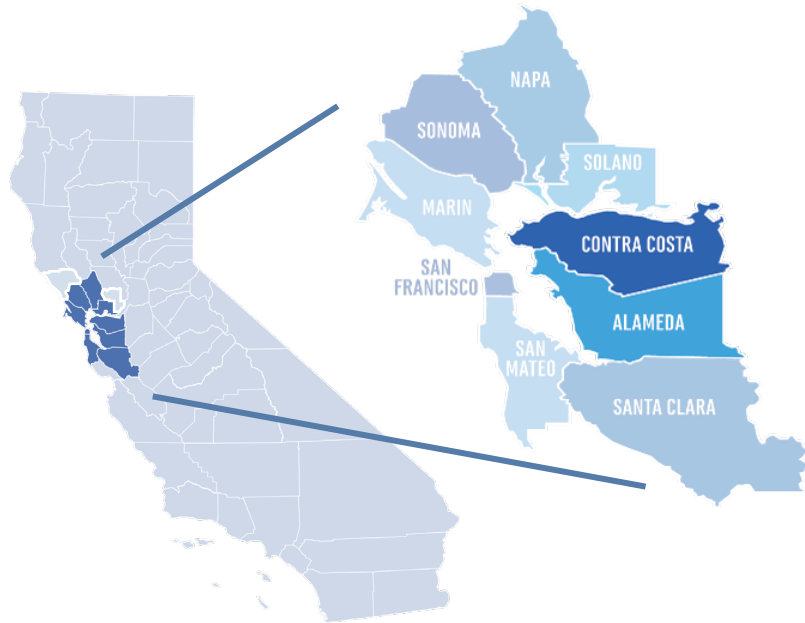 NAPA
SONOMA
SOLANO
MARIN
CONTRA COSTA
SAN
FRANCISCO
ALAMEDA
SAN
MATEO
SANTA CLARA